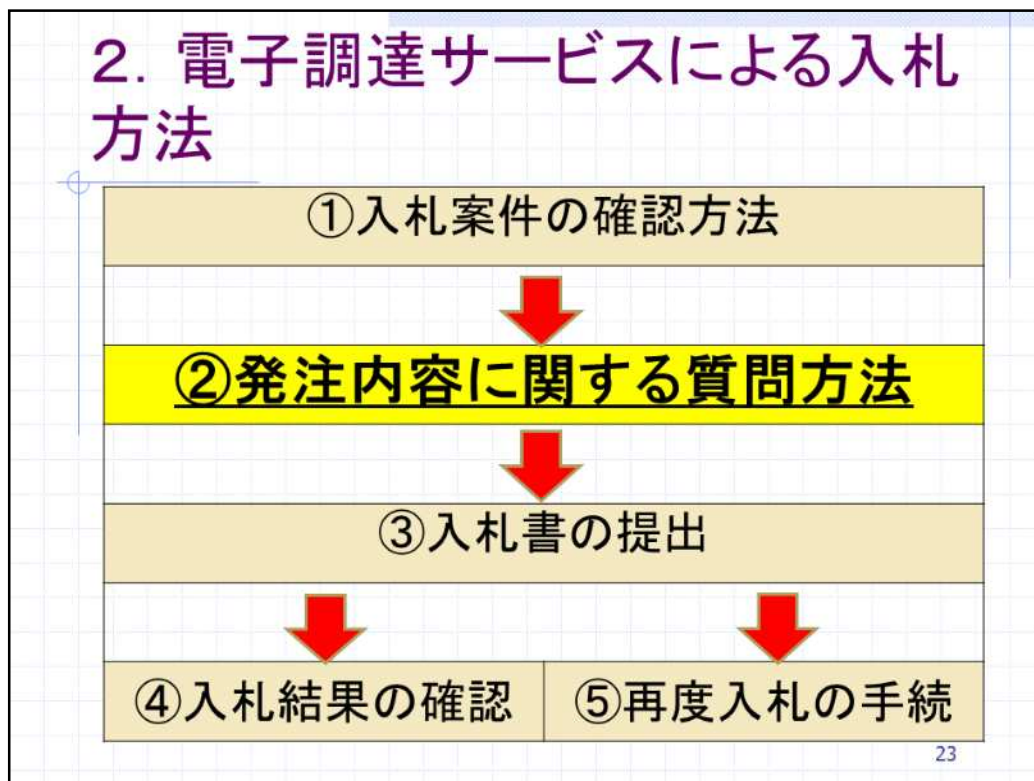 2. 電子調達サービスによる入札
方法
①入札案件の確認方法
②発注内容に関する質問方法
③入札書の提出
④入札結果の確認
⑤再度入札の手続
23